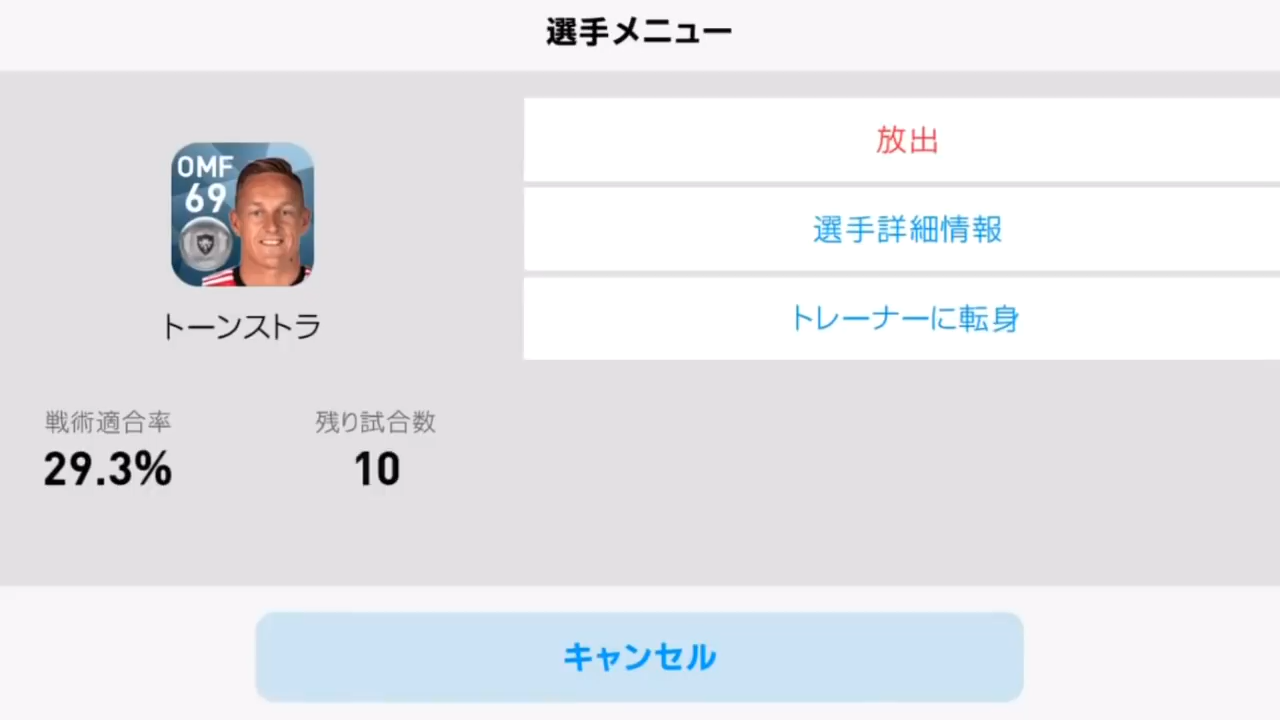 選手メニュー
OMF
69
トーンストラ
戦術適合率
29.3%
残り試合数
10
放出
選手詳細情報
トレーナーに転身
キャンセル